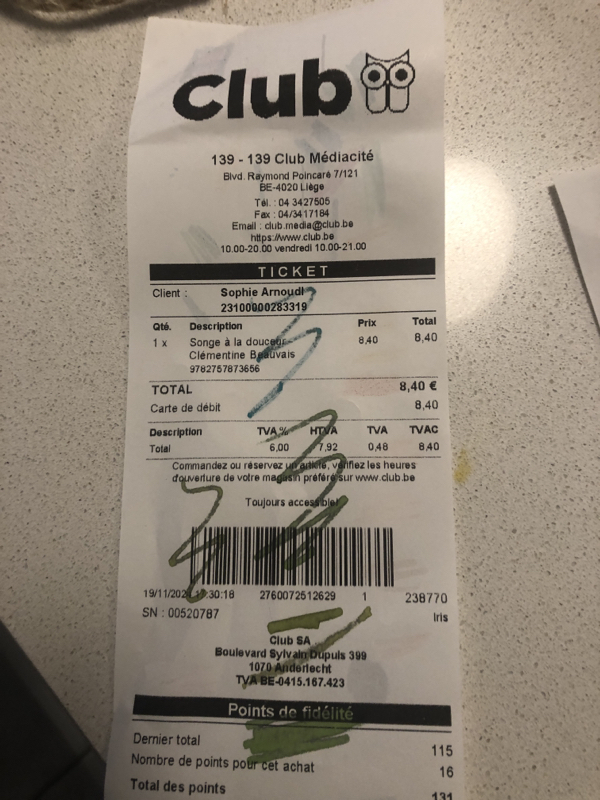 club
139 - 139 Club Médiacité
Blvd. Raymond Poincaré 7/121
BE-4020 Liège
Tél. : 04 3427505
Fax : 04/3417184
Email : club.media@club.be
https://www.club.be
10.00-20.00 vendredi 10.00-21.00
TICKET
Client : Sophie Arnoudi
23100000283319
Qté. Description Prix Total
1 x Songe à la douceur- 8,40 8,40
Clémentine Beauvais
9782757873656
TOTAL 8,40 €
Carte de débit 8,40
Description TVA % HTVA TVA TVAC
Total 6,00 7,92 0,48 8,40
Commandez ou réservez un article, vérifiez les heures
d'ouverture de votre magasin préféré sur www.club.be
Toujours accessible!
19/11/2024 :30:18 2760072512629 1 238770
SN : 00520787 Iris
Club SA
Boulevard Sylvain Dupuis 399
1070 Anderlecht
TVA BE-0415.167.423
Points de fidélité
Dernier total 115
Nombre de points pour cet achat 16
Total des points 131